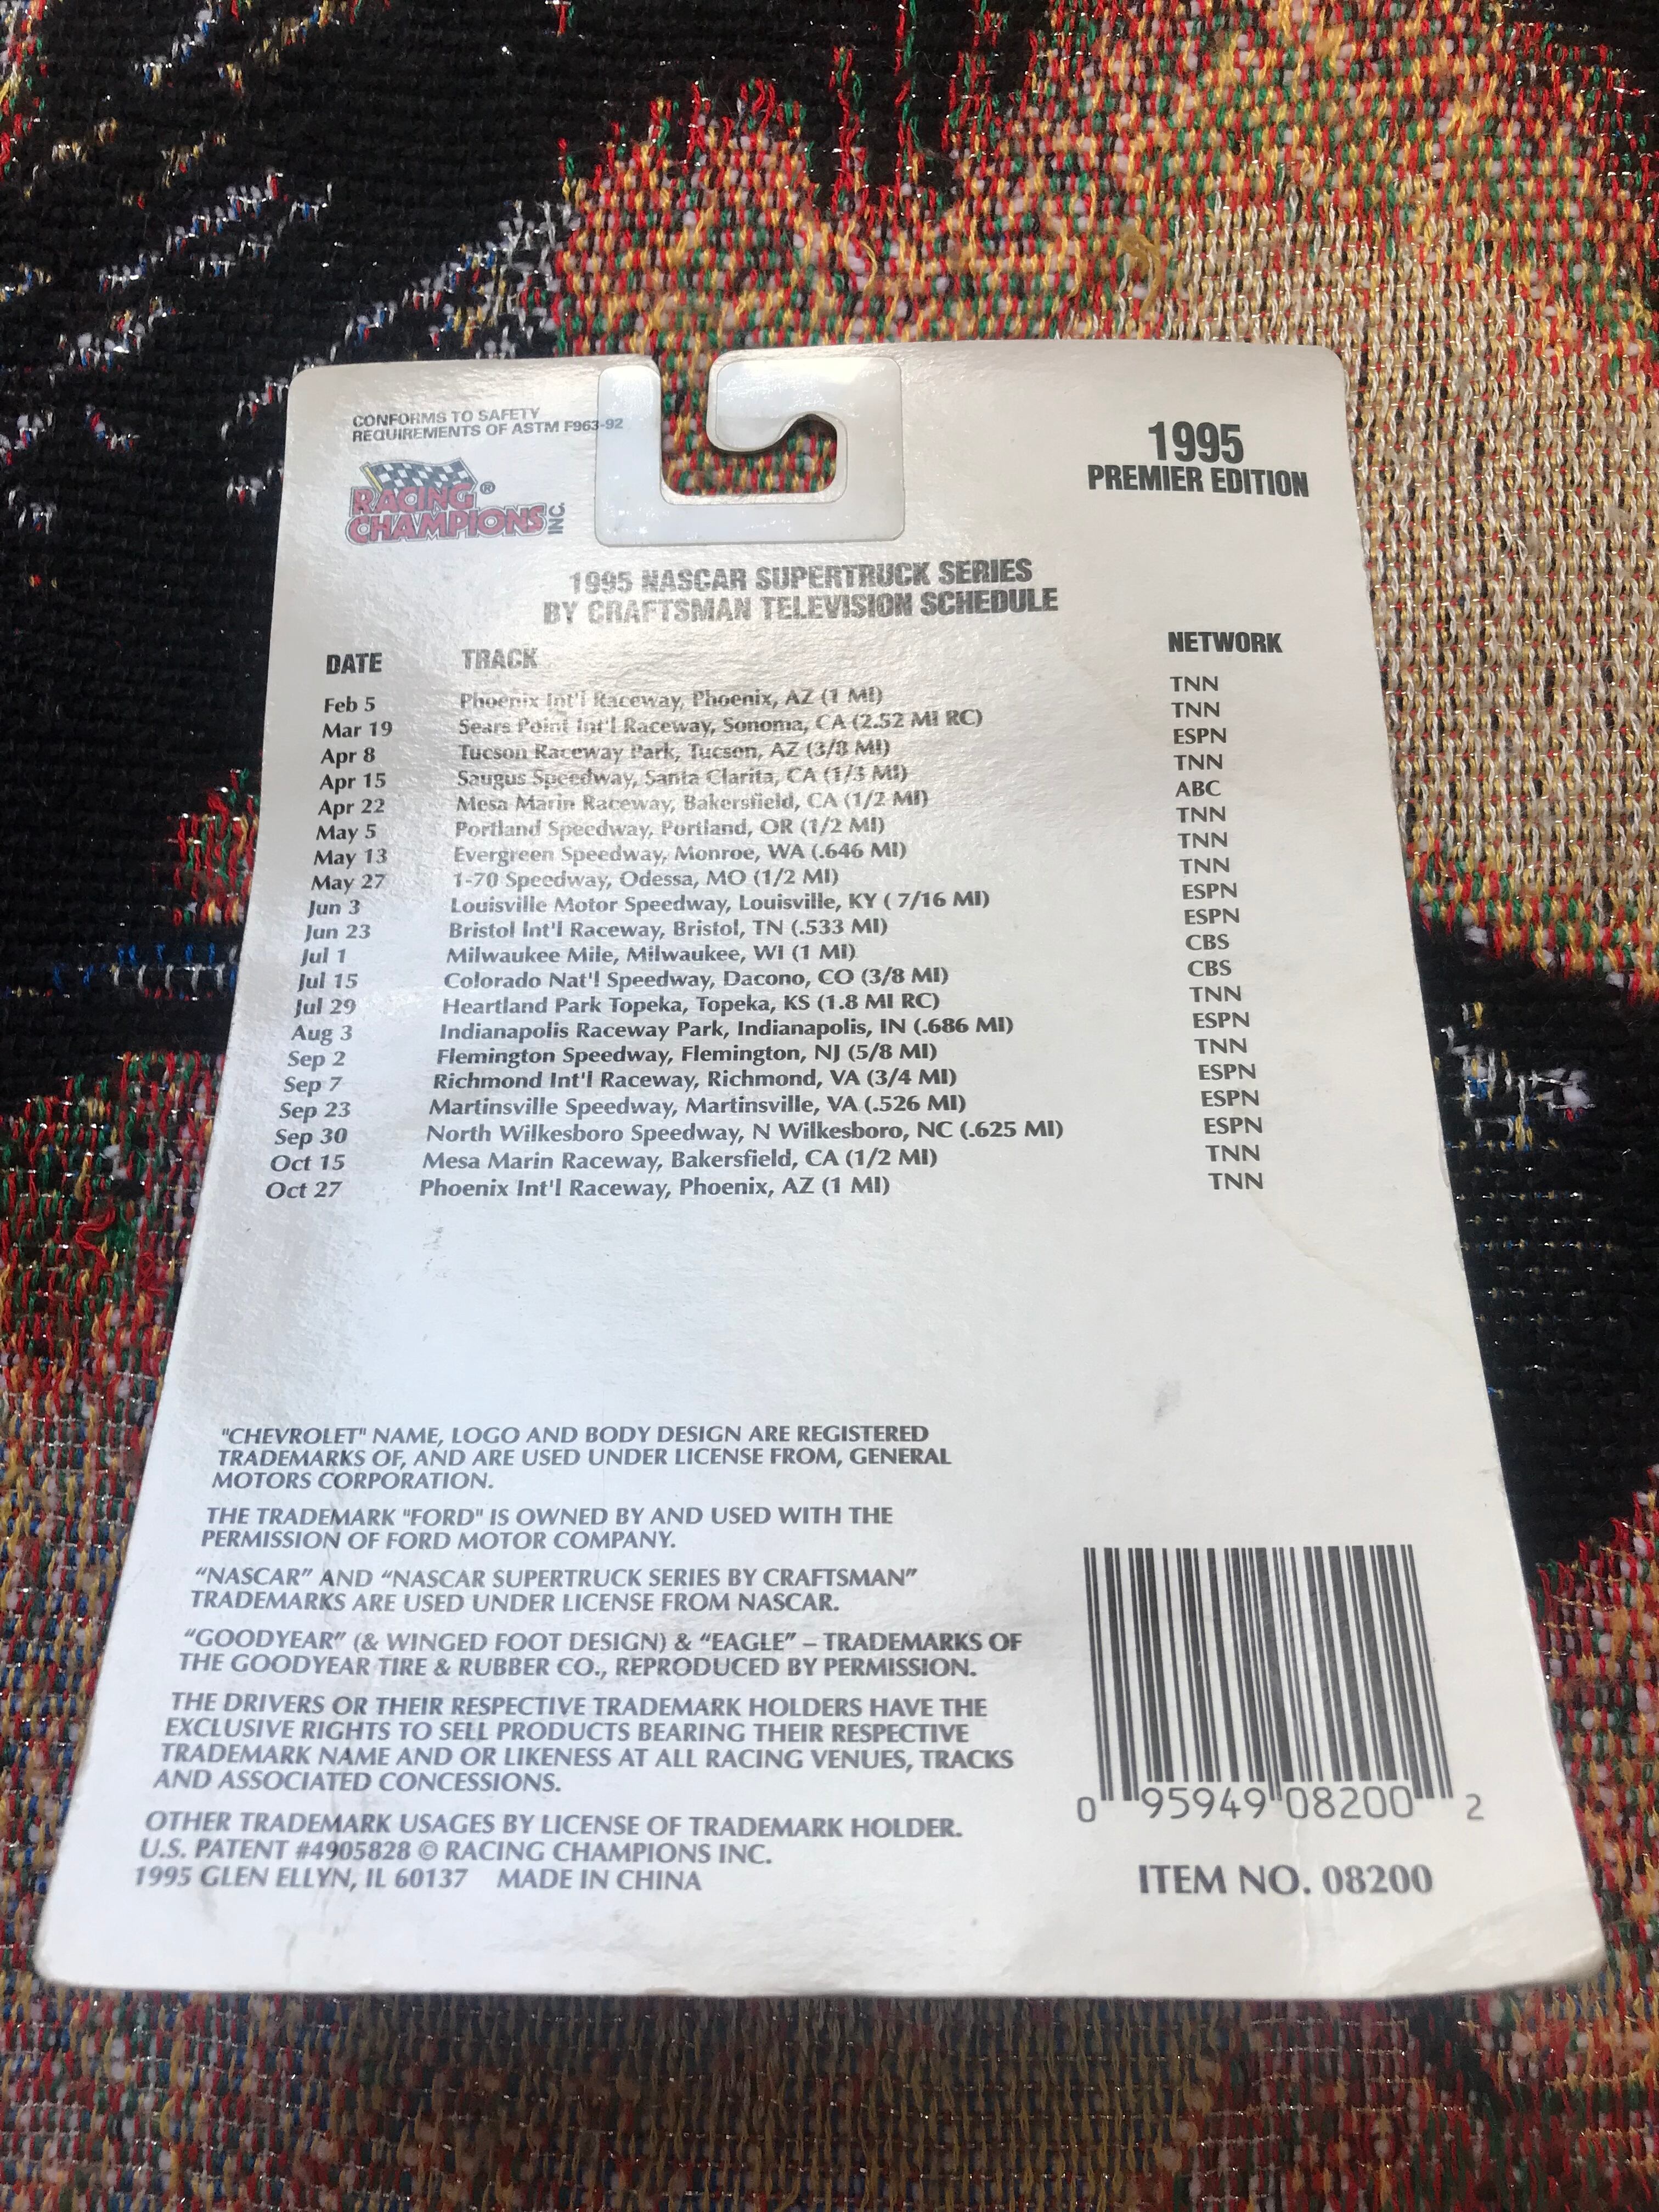 CONFORMS TO SAFETY
REQUIREMENTS OF ASTM F963-92
RACING®
CHAMPIONS INC.
1995
PREMIER EDITION
1995 NASCAR SUPERTRUCK SERIES
BY CRAFTSMAN TELEVISION SCHEDULE
DATE TRACK NETWORK
Feb 5 Phoenix Int'l Raceway, Phoenix, AZ (1 MI) TNN
Mar 19 Sears Point Int'l Raceway, Sonoma, CA (2.52 MI RC) TNN
Apr 8 Tucson Raceway Park, Tucson, AZ (3/8 MI) ESPN
Apr 15 Saugus Speedway, Santa Clarita, CA (1/3 MI) TNN
Apr 22 Mesa Marin Raceway, Bakersfield, CA (1/2 MI) ABC
May 5 Portland Speedway, Portland, OR (1/2 MI) TNN
May 13 Evergreen Speedway, Monroe, WA (.646 MI) TNN
May 27 1-70 Speedway, Odessa, MO (1/2 MI) TNN
Jun 3 Louisville Motor Speedway, Louisville, KY ( 7/16 MI) ESPN
Jun 23 Bristol Int'l Raceway, Bristol, TN (.533 MI) ESPN
Jul 1 Milwaukee Mile, Milwaukee, WI (1 MI) CBS
Jul 15 Colorado Nat'l Speedway, Dacono, CO (3/8 MI) CBS
Jul 29 Heartland Park Topeka, Topeka, KS (1.8 MI RC) TNN
Aug 3 Indianapolis Raceway Park, Indianapolis, IN (.686 MI) ESPN
Sep 2 Flemington Speedway, Flemington, NJ (5/8 MI) TNN
Sep 7 Richmond Int'l Raceway, Richmond, VA (3/4 MI) ESPN
Sep 23 Martinsville Speedway, Martinsville, VA (.526 MI) ESPN
Sep 30 North Wilkesboro Speedway, N Wilkesboro, NC (.625 MI) ESPN
Oct 15 Mesa Marin Raceway, Bakersfield, CA (1/2 MI) TNN
Oct 27 Phoenix Int'l Raceway, Phoenix, AZ (1 MI) TNN
"CHEVROLET" NAME, LOGO AND BODY DESIGN ARE REGISTERED
TRADEMARKS OF, AND ARE USED UNDER LICENSE FROM, GENERAL
MOTORS CORPORATION.
THE TRADEMARK "FORD" IS OWNED BY AND USED WITH THE
PERMISSION OF FORD MOTOR COMPANY.
“NASCAR” AND “NASCAR SUPERTRUCK SERIES BY CRAFTSMAN”
TRADEMARKS ARE USED UNDER LICENSE FROM NASCAR.
“GOODYEAR” (& WINGED FOOT DESIGN) & “EAGLE” – TRADEMARKS OF
THE GOODYEAR TIRE & RUBBER CO., REPRODUCED BY PERMISSION.
THE DRIVERS OR THEIR RESPECTIVE TRADEMARK HOLDERS HAVE THE
EXCLUSIVE RIGHTS TO SELL PRODUCTS BEARING THEIR RESPECTIVE
TRADEMARK NAME AND OR LIKENESS AT ALL RACING VENUES, TRACKS
AND ASSOCIATED CONCESSIONS.
OTHER TRADEMARK USAGES BY LICENSE OF TRADEMARK HOLDER.
U.S. PATENT #4905828 © RACING CHAMPIONS INC.
1995 GLEN ELLYN, IL 60137 MADE IN CHINA
0 95949 08200 2
ITEM NO. 08200